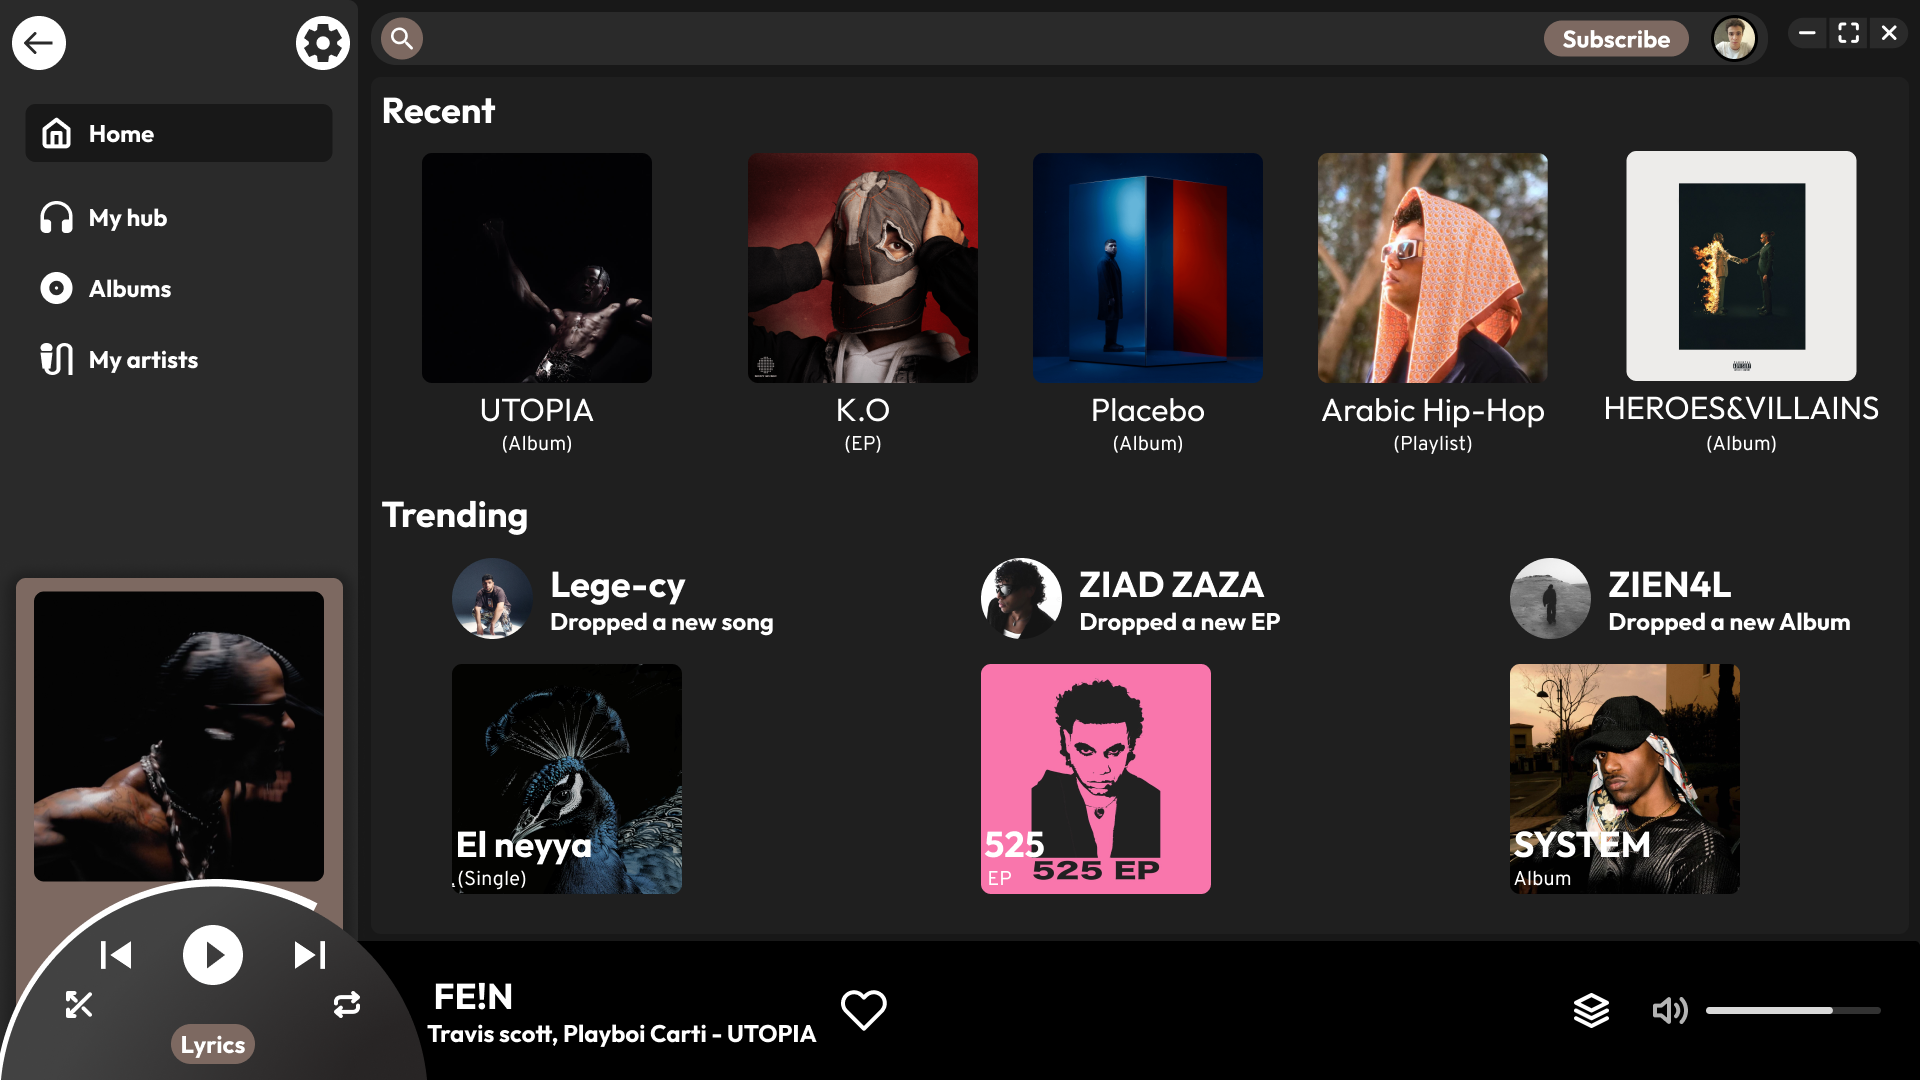 Subscribe
Home
My hub
Albums
My artists
Recent
UTOPIA
(Album)
K.O
(EP)
Placebo
(Album)
Arabic Hip-Hop
(Playlist)
HEROES&VILLAINS
(Album)
Trending
Lege-cy
Dropped a new song
ZIAD ZAZA
Dropped a new EP
ZIEN4L
Dropped a new Album
El neyya
(Single)
525
525 EP
EP
SYSTEM
Album
Lyrics
FE!N
Travis scott, Playboi Carti - UTOPIA